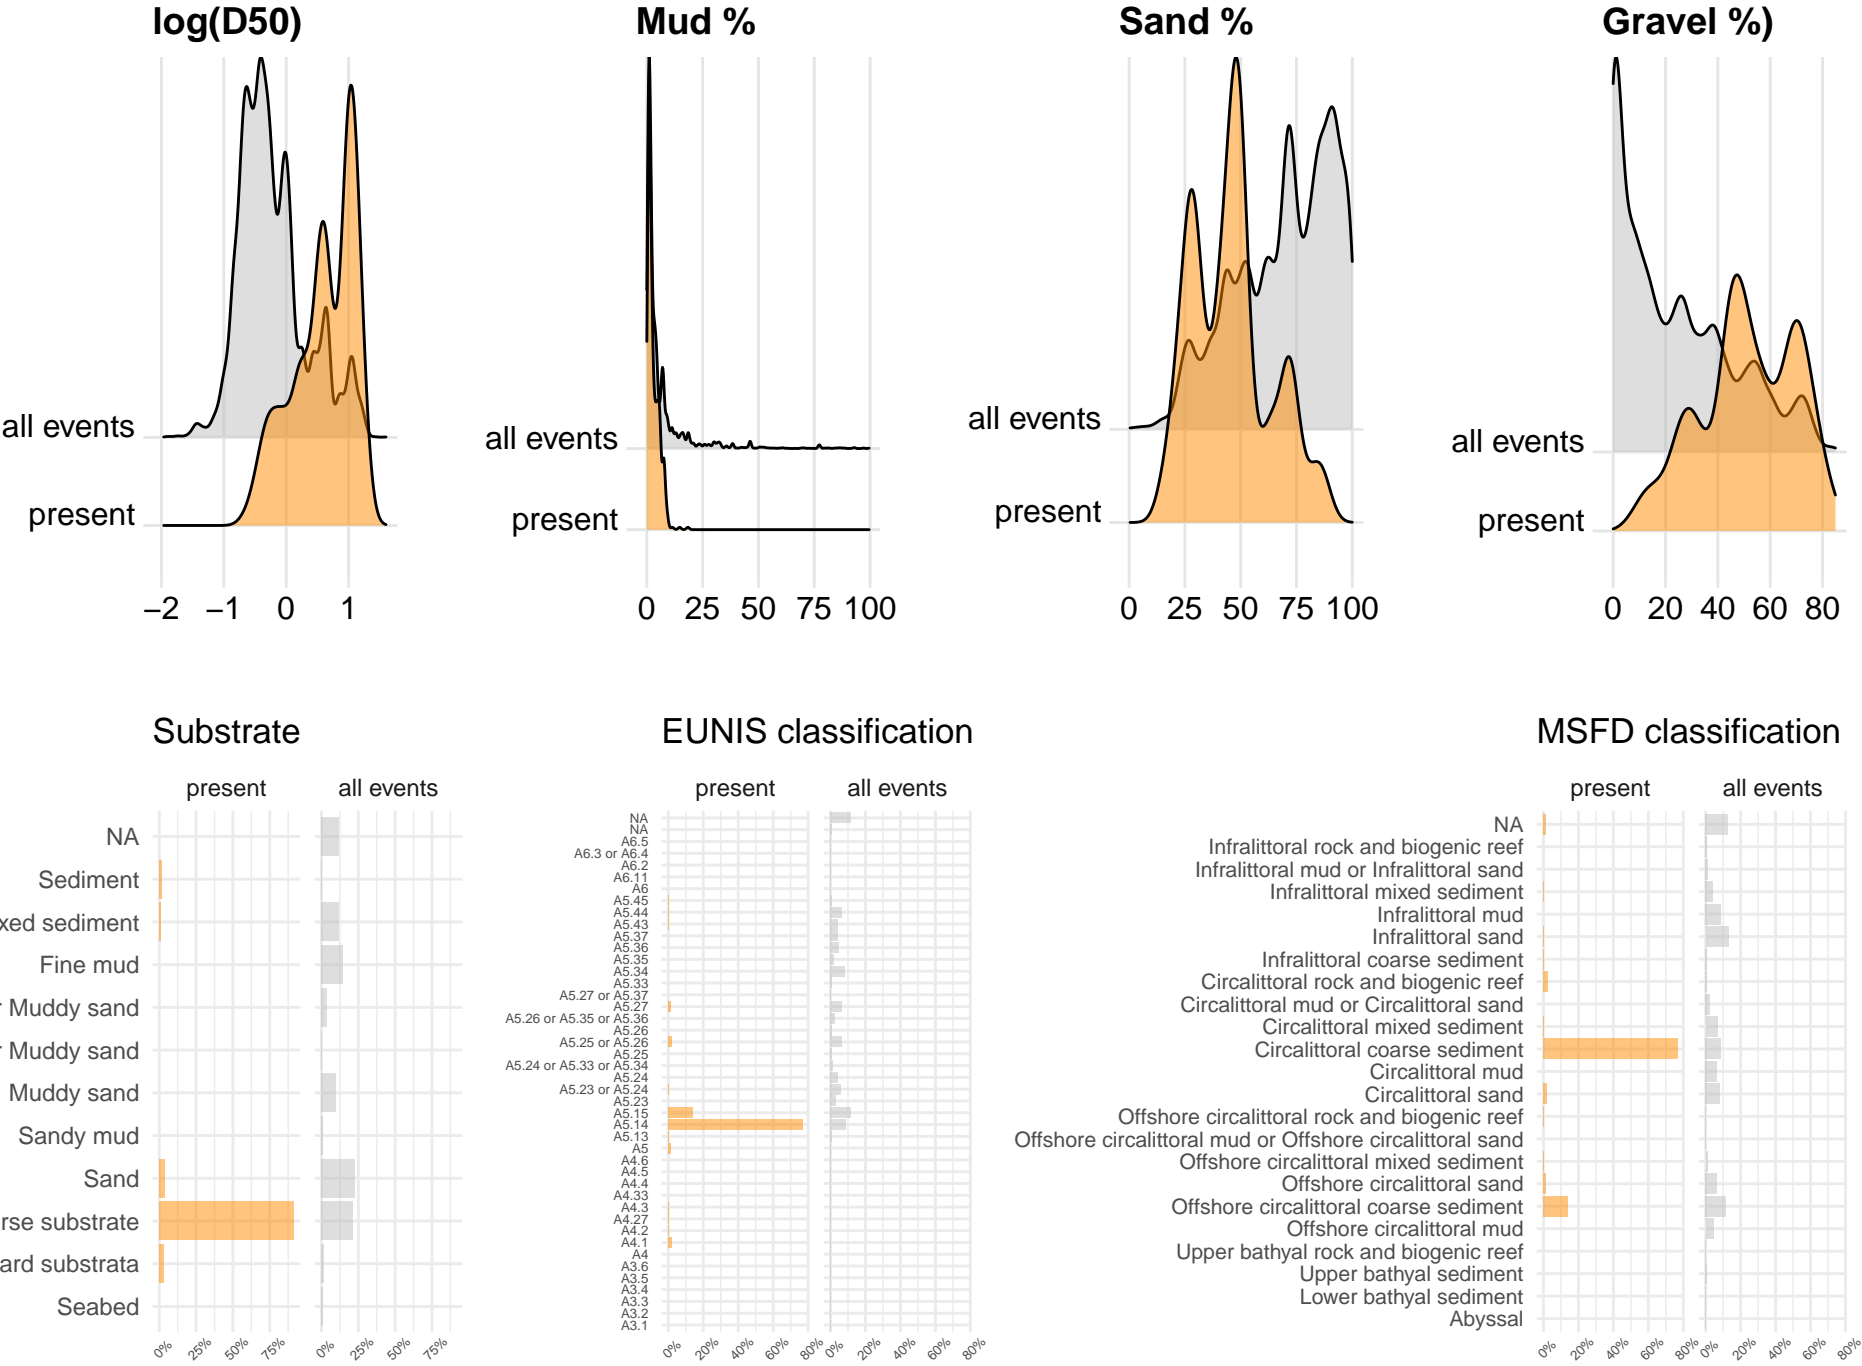 log(D50)
Mud %
Sand %
Gravel %)
all events
present
−2 −1 0 1
all events
present
0 25 50 75 100
all events
present
0 25 50 75 100
all events
present
0 20 40 60 80
Substrate
present all events
NA
Sediment
xed sediment
Fine mud
r Muddy sand
r Muddy sand
Muddy sand
Sandy mud
Sand
rse substrate
ard substrata
Seabed
0% 25% 50% 75% 0% 25% 50% 75%
EUNIS classification
present all events
NA
NA
A6.5
A6.3 or A6.4
A6.2
A6.11
A6
A5.45
A5.44
A5.43
A5.37
A5.36
A5.35
A5.34
A5.33
A5.27 or A5.37
A5.27
A5.26 or A5.35 or A5.36
A5.26
A5.25 or A5.26
A5.25
A5.24 or A5.33 or A5.34
A5.24
A5.23 or A5.24
A5.23
A5.15
A5.14
A5.13
A5
A4.6
A4.5
A4.4
A4.33
A4.3
A4.27
A4.2
A4.1
A4
A3.6
A3.5
A3.4
A3.3
A3.2
A3.1
0% 20% 40% 60% 80% 0% 20% 40% 60% 80%
MSFD classification
present all events
NA
Infralittoral rock and biogenic reef
Infralittoral mud or Infralittoral sand
Infralittoral mixed sediment
Infralittoral mud
Infralittoral sand
Infralittoral coarse sediment
Circalittoral rock and biogenic reef
Circalittoral mud or Circalittoral sand
Circalittoral mixed sediment
Circalittoral coarse sediment
Circalittoral mud
Circalittoral sand
Offshore circalittoral rock and biogenic reef
Offshore circalittoral mud or Offshore circalittoral sand
Offshore circalittoral mixed sediment
Offshore circalittoral sand
Offshore circalittoral coarse sediment
Offshore circalittoral mud
Upper bathyal rock and biogenic reef
Upper bathyal sediment
Lower bathyal sediment
Abyssal
0% 20% 40% 60% 80% 0% 20% 40% 60% 80%